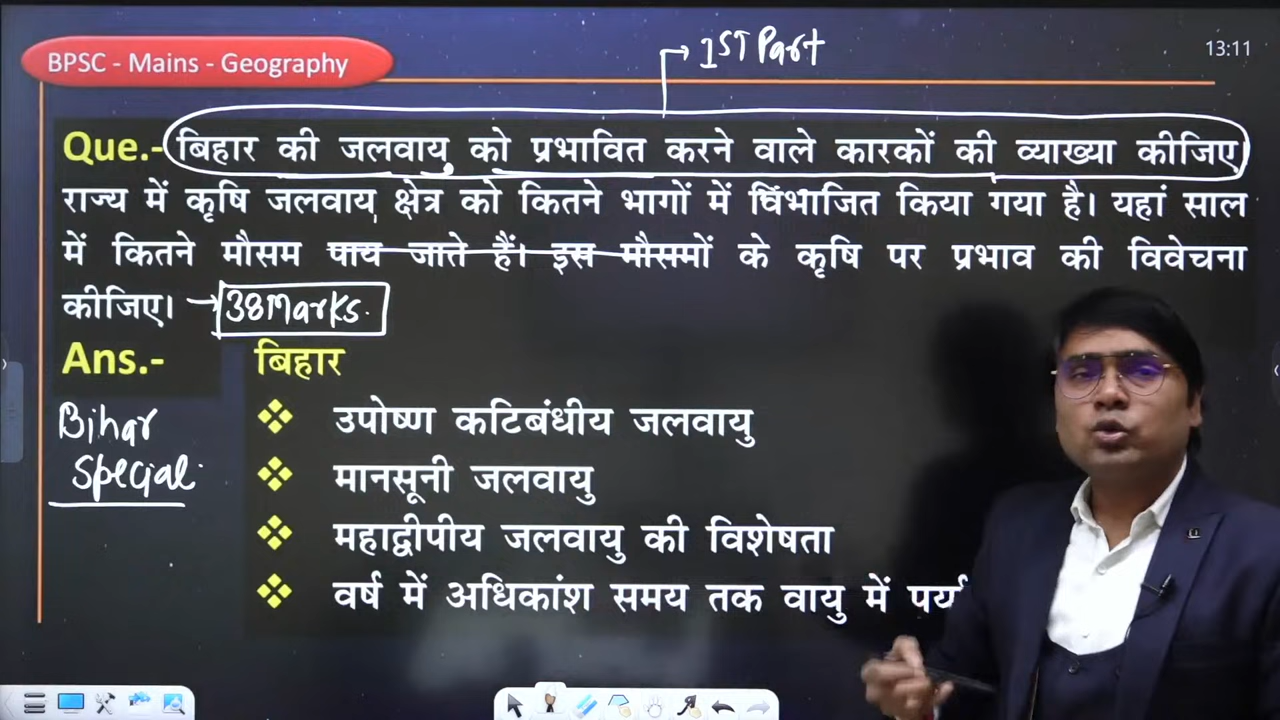 1ST Part
13:11
BPSC - Mains - Geography
Que.- बिहार की जलवायु को प्रभावित करने वाले कारकों की व्याख्या कीजिए
राज्य में कृषि जलवायु क्षेत्र को कितने भागों में विभाजित किया गया है। यहां साल
में कितने मौसम पाय जाते हैं। इस मौसमों के कृषि पर प्रभाव की विवेचना
कीजिए। → 38 Marks.
Ans.- बिहार
Bihar
Special.
❖ उपोष्ण कटिबंधीय जलवायु
❖ मानसूनी जलवायु
❖ महाद्वीपीय जलवायु की विशेषता
❖ वर्ष में अधिकांश समय तक वायु में